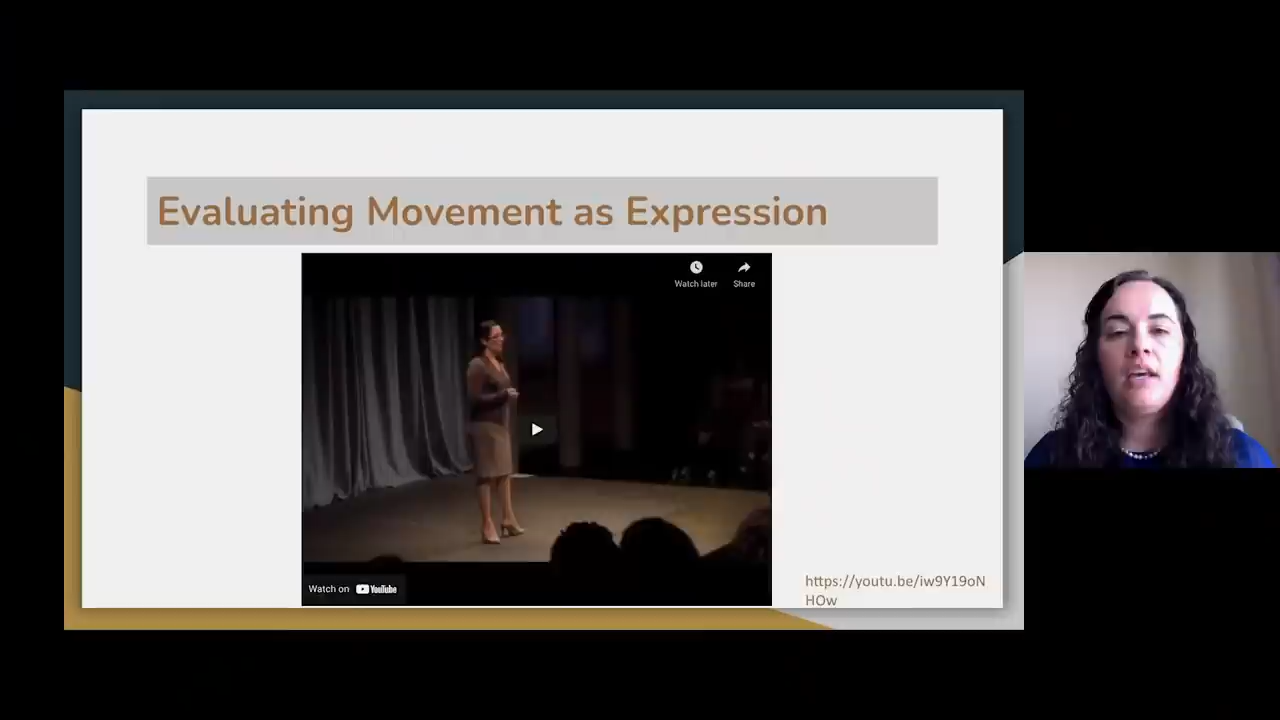 Evaluating Movement as Expression
Watch later
Share
Watch on YouTube
https://youtu.be/iw9Y19oN
HOw